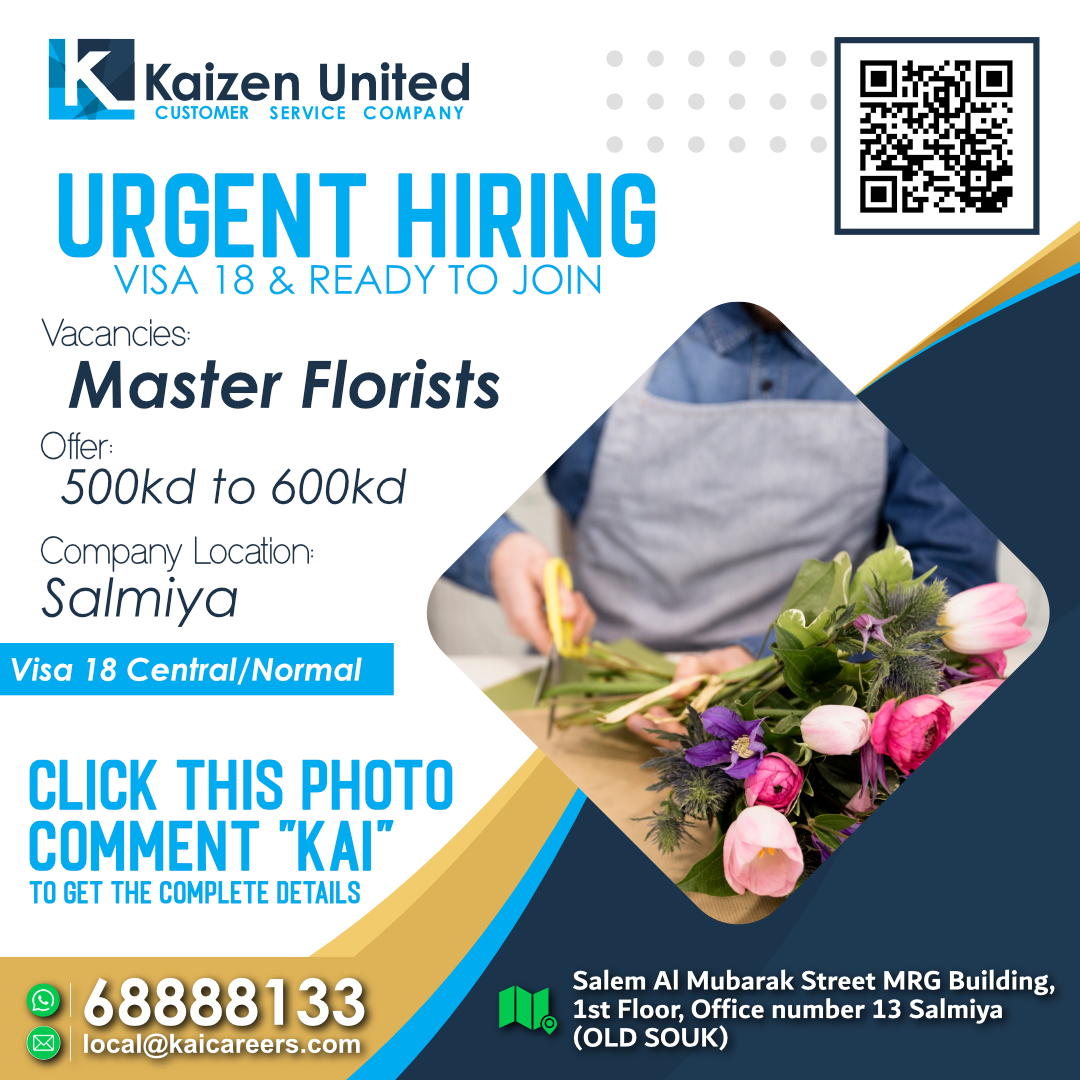 K Kaizen United
CUSTOMER SERVICE COMPANY
URGENT HIRING
VISA 18 & READY TO JOIN
Vacancies:
Master Florists
Offer:
500kd to 600kd
Company Location:
Salmiya
Visa 18 Central/Normal
CLICK THIS PHOTO
COMMENT "KAI"
TO GET THE COMPLETE DETAILS
68888133
local@kaicareers.com
Salem Al Mubarak Street MRG Building,
1st Floor, Office number 13 Salmiya
(OLD SOUK)